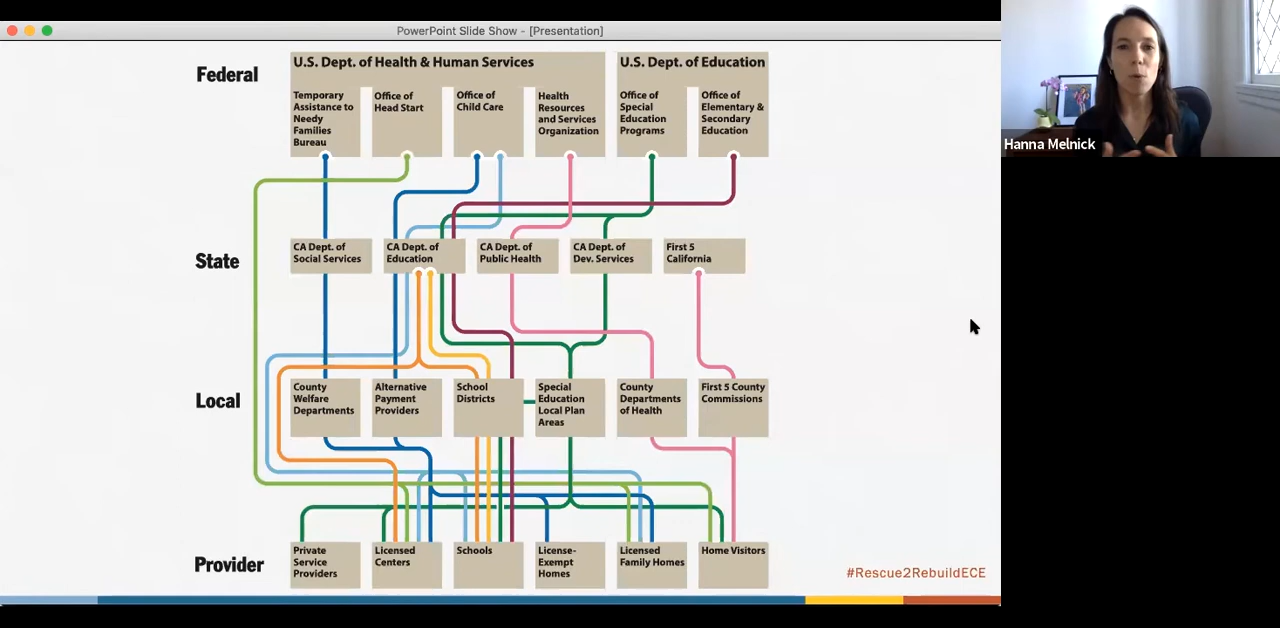 PowerPoint Slide Show - [Presentation]
Hanna Melnick
Federal
U.S. Dept. of Health & Human Services
Temporary
Assistance to
Needy
Families
Bureau
Office of
Head Start
Office of
Child Care
Health
Resources
and Services
Organization
U.S. Dept. of Education
Office of
Special
Education
Programs
Office of
Elementary &
Secondary
Education
State
CA Dept. of
Social Services
CA Dept. of
Education
CA Dept. of
Public Health
CA Dept. of
Dev. Services
First 5
California
Local
County
Welfare
Departments
Alternative
Payment
Providers
School
Districts
Special
Education
Local Plan
Areas
County
Departments
of Health
First 5 County
Commissions
Provider
Private
Service
Providers
Licensed
Centers
Schools
License-
Exempt
Homes
Licensed
Family Homes
Home Visitors
#Rescue2RebuildECE